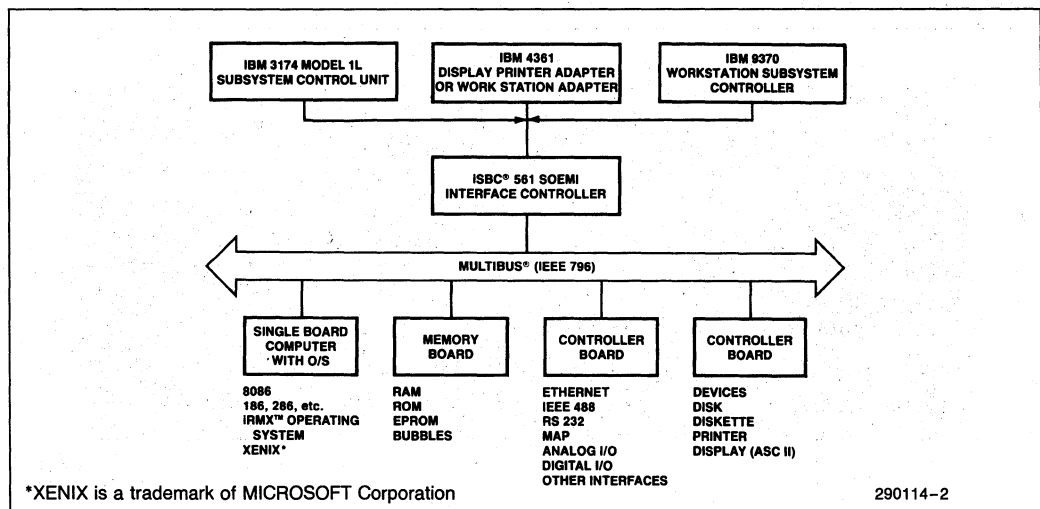 IBM 3174 MODEL 1L
SUBSYSTEM CONTROL UNIT
IBM 4361
DISPLAY PRINTER ADAPTER
OR WORK STATION ADAPTER
IBM 9370
WORKSTATION SUBSYSTEM
CONTROLLER
iSBC® 561 SOEMI
INTERFACE CONTROLLER
MULTIBUS® (IEEE 796)
SINGLE BOARD
COMPUTER
WITH O/S
MEMORY
BOARD
CONTROLLER
BOARD
CONTROLLER
BOARD
8086
186, 286, etc.
iRMX™ OPERATING
SYSTEM
XENIX*
RAM
ROM
EPROM
BUBBLES
ETHERNET
IEEE 488
RS 232
MAP
ANALOG I/O
DIGITAL I/O
OTHER INTERFACES
DEVICES
DISK
DISKETTE
PRINTER
DISPLAY (ASC II)
*XENIX is a trademark of MICROSOFT Corporation
290114–2